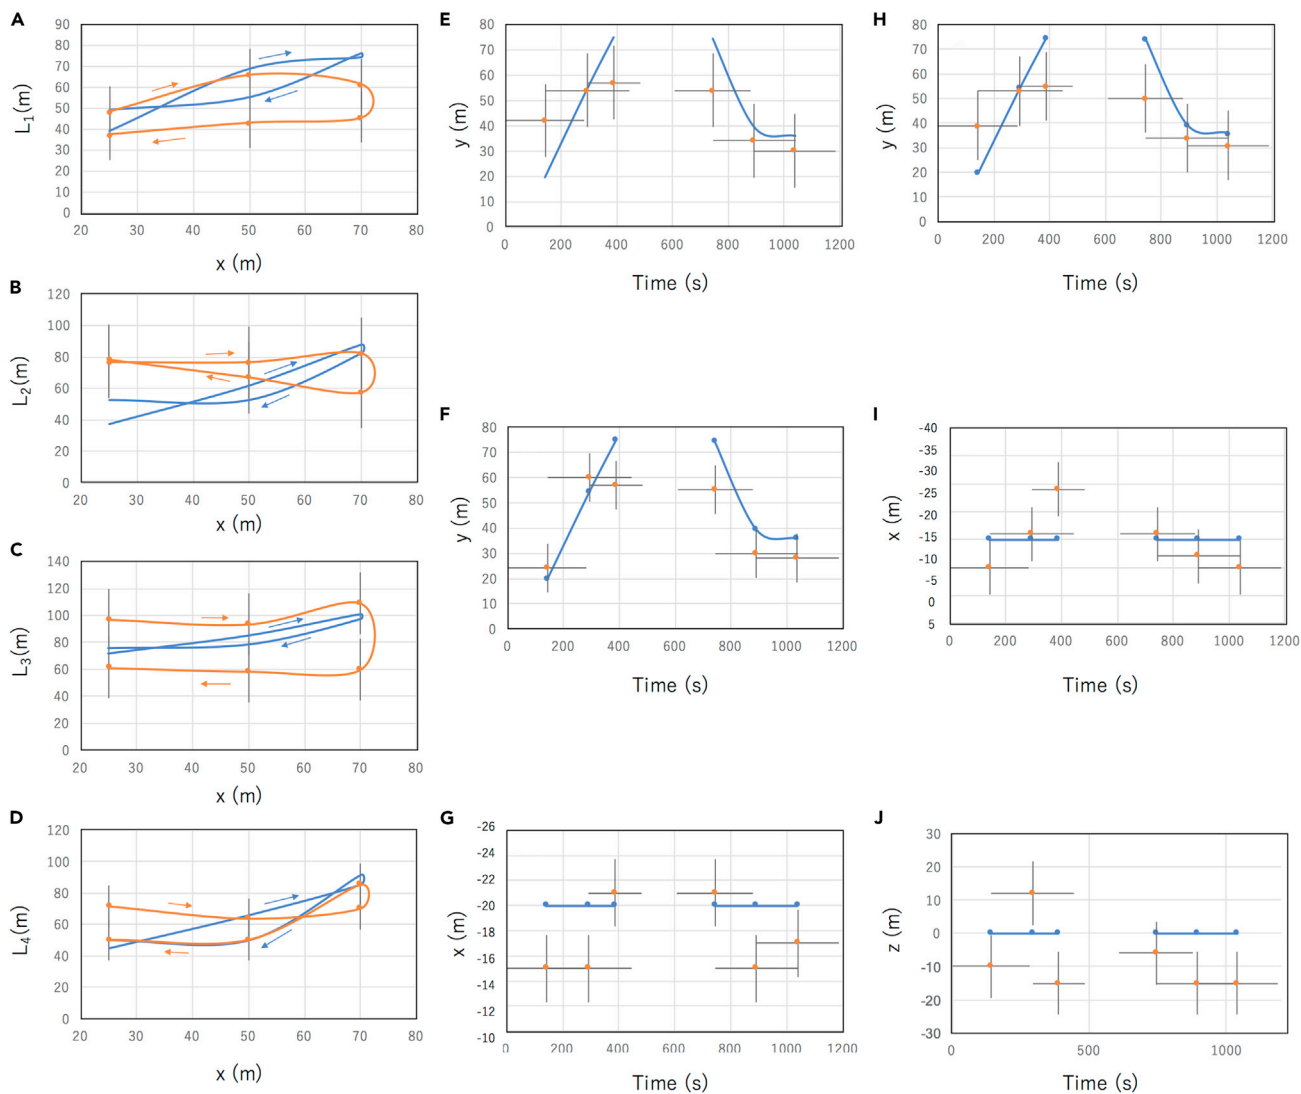 A
L1(m)
90
80
70
60
50
40
30
20
10
0
20 30 40 50 60 70 80
x (m)
B
L2(m)
120
100
80
60
40
20
0
20 30 40 50 60 70 80
x (m)
C
L3(m)
140
120
100
80
60
40
20
0
20 30 40 50 60 70 80
x (m)
D
L4(m)
120
100
80
60
40
20
0
20 30 40 50 60 70 80
x (m)
E
y (m)
80
70
60
50
40
30
20
10
0
0 200 400 600 800 1000 1200
Time (s)
F
y (m)
80
70
60
50
40
30
20
10
0
0 200 400 600 800 1000 1200
Time (s)
G
x (m)
-26
-24
-22
-20
-18
-16
-14
-12
-10
0 200 400 600 800 1000 1200
Time (s)
H
y (m)
80
70
60
50
40
30
20
10
0
0 200 400 600 800 1000 1200
Time (s)
I
x (m)
-40
-35
-30
-25
-20
-15
-10
-5
0
5
0 200 400 600 800 1000 1200
Time (s)
J
z (m)
30
20
10
0
-10
-20
-30
0 500 1000
Time (s)